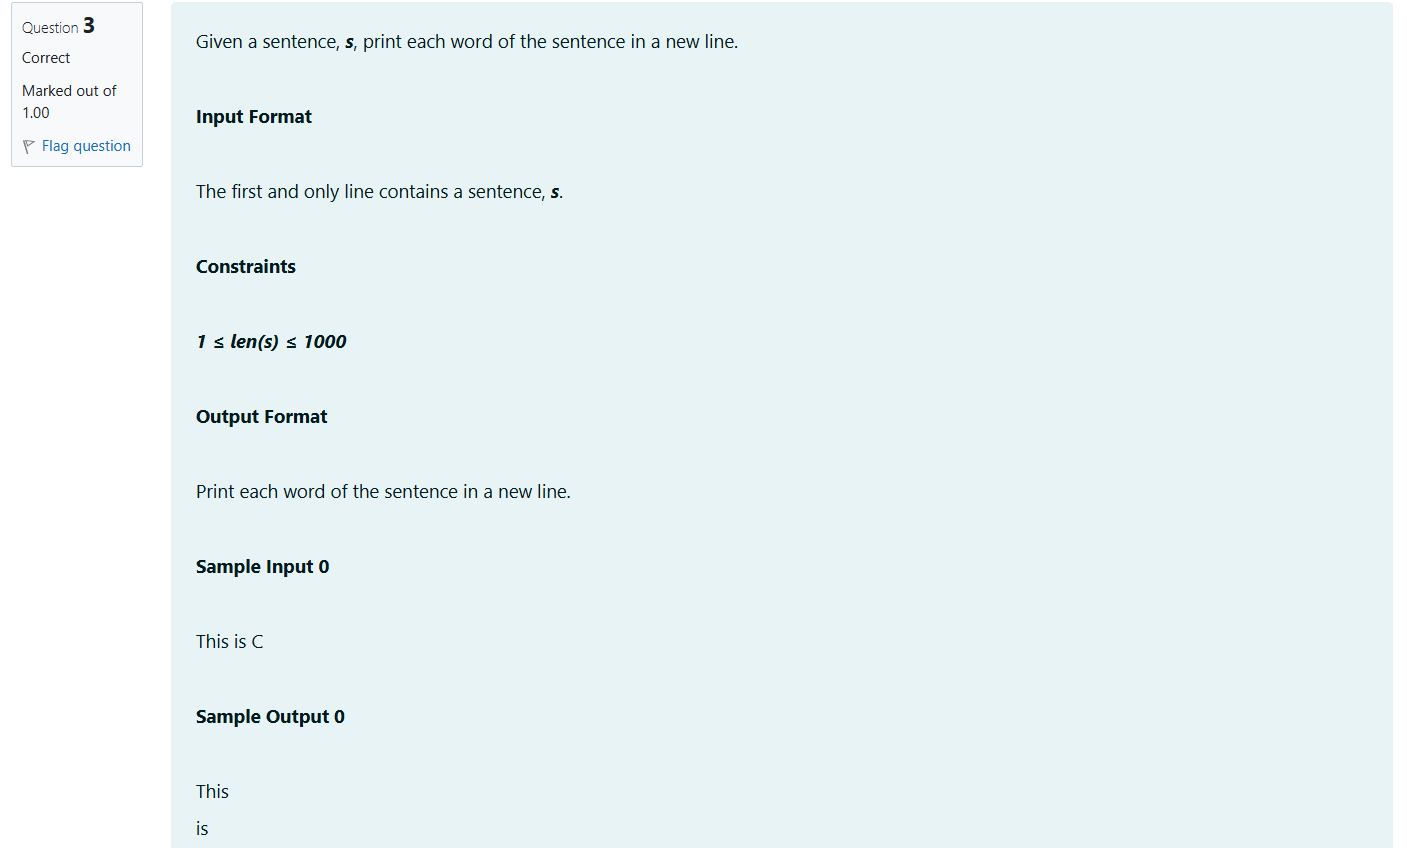 Question 3
Correct
Marked out of
1.00
Flag question
Given a sentence, s, print each word of the sentence in a new line.
Input Format
The first and only line contains a sentence, s.
Constraints
1 ≤ len(s) ≤ 1000
Output Format
Print each word of the sentence in a new line.
Sample Input 0
This is C
Sample Output 0
This
is